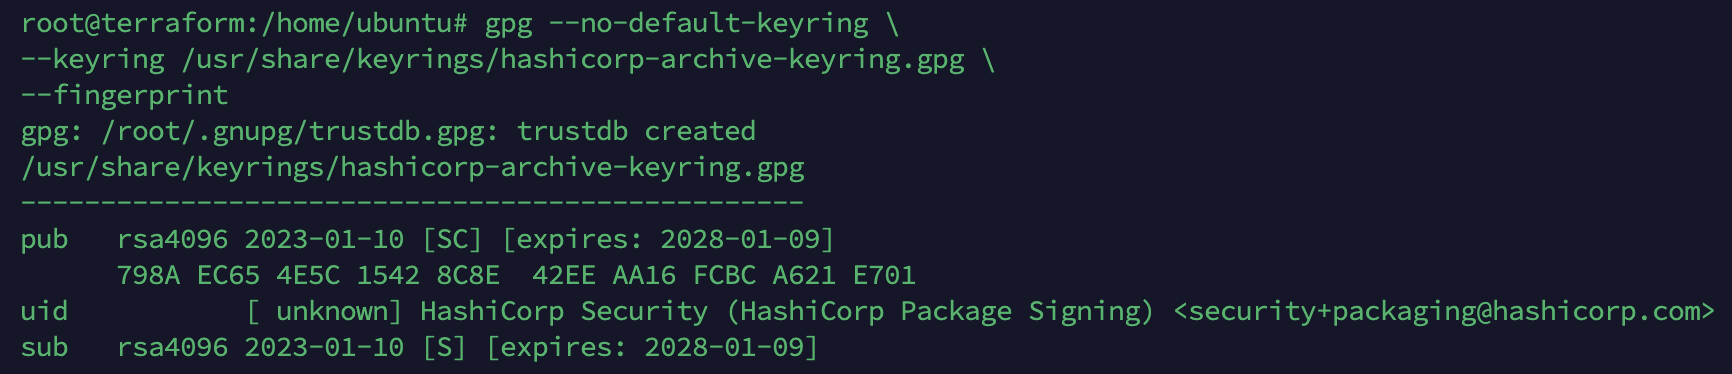 root@terraform:/home/ubuntu# gpg --no-default-keyring \
--keyring /usr/share/keyrings/hashicorp-archive-keyring.gpg \
--fingerprint
gpg: /root/.gnupg/trustdb.gpg: trustdb created
/usr/share/keyrings/hashicorp-archive-keyring.gpg
-------------------------------------------------
pub   rsa4096 2023-01-10 [SC] [expires: 2028-01-09]
      798A EC65 4E5C 1542 8C8E  42EE AA16 FCBC A621 E701
uid           [ unknown] HashiCorp Security (HashiCorp Package Signing) <security+packaging@hashicorp.com>
sub   rsa4096 2023-01-10 [S] [expires: 2028-01-09]